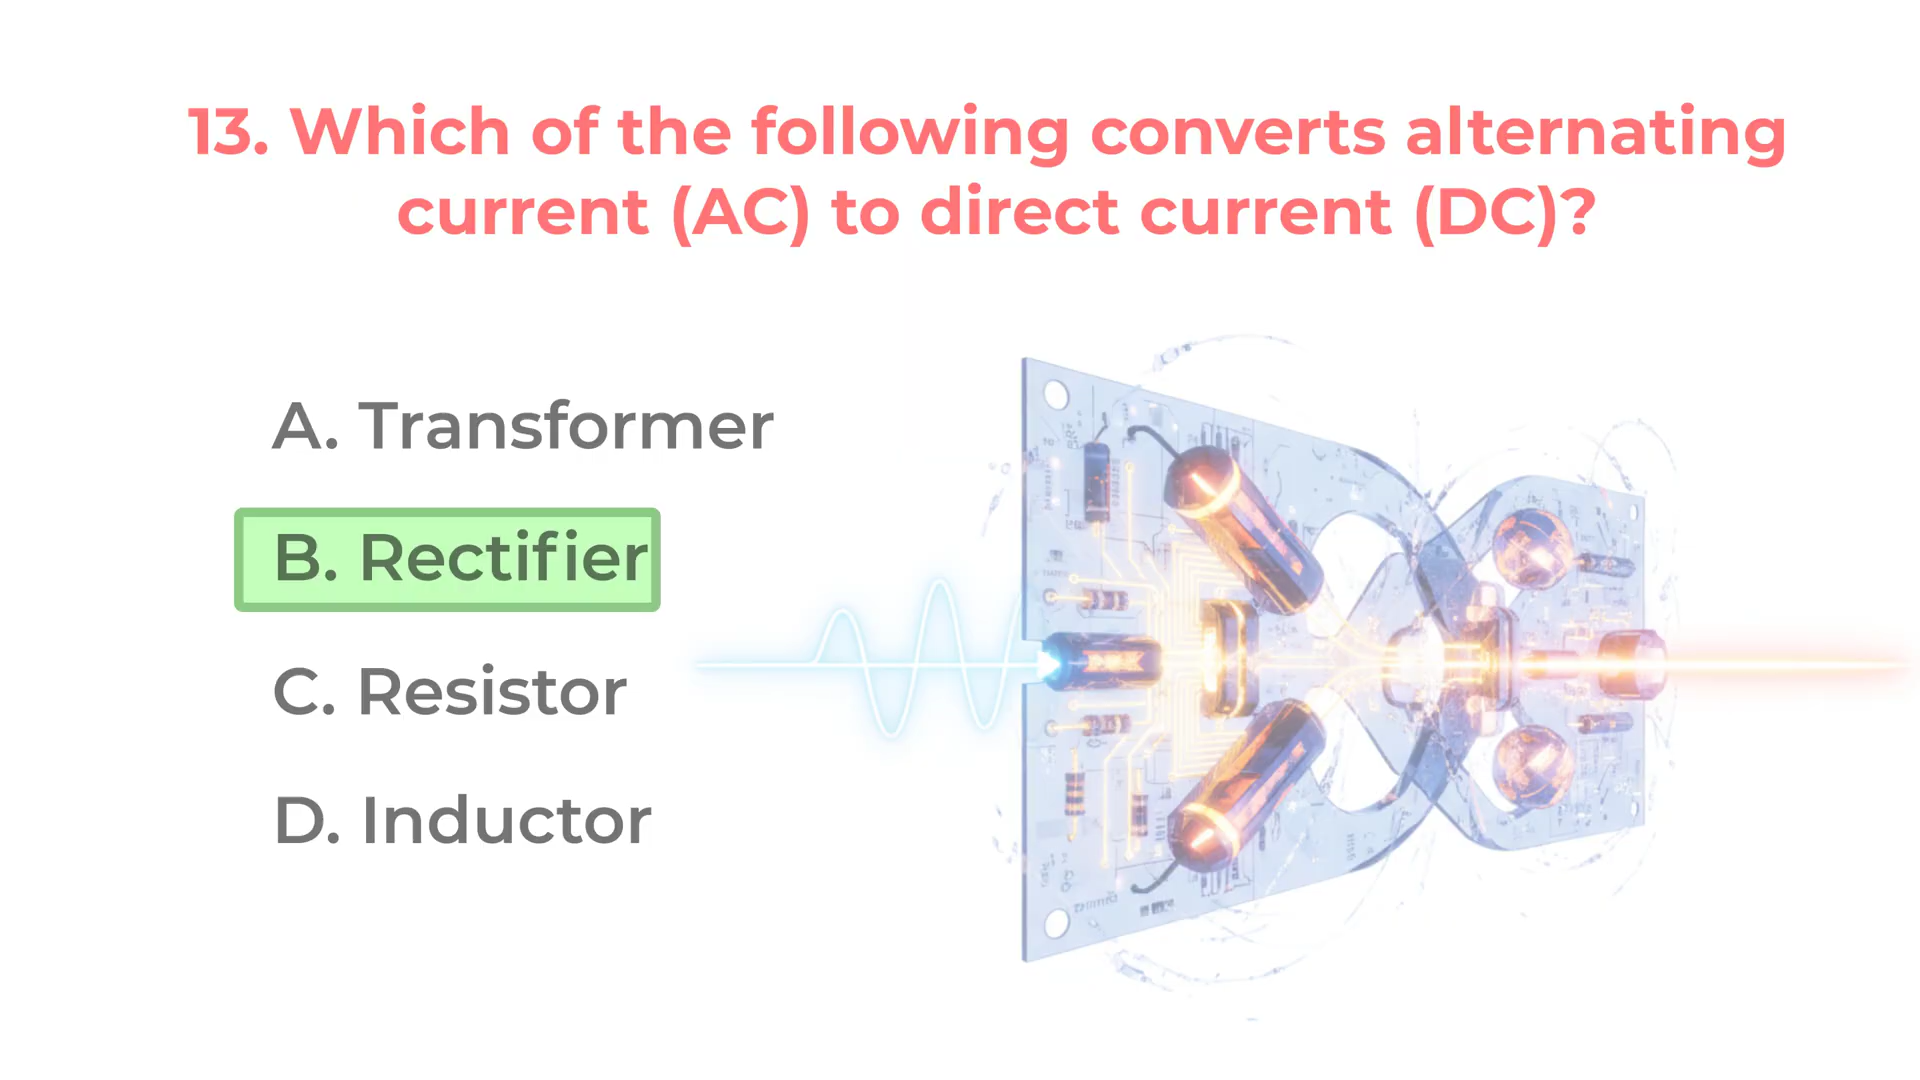 13. Which of the following converts alternating
current (AC) to direct current (DC)?
A. Transformer
B. Rectifier
C. Resistor
D. Inductor